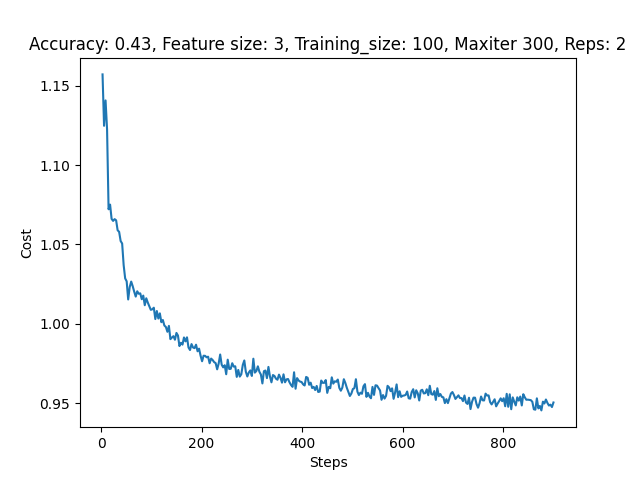 Accuracy: 0.43, Feature size: 3, Training_size: 100, Maxiter 300, Reps: 2
1.15
1.10
1.05
1.00
0.95
Cost
0 200 400 600 800
Steps